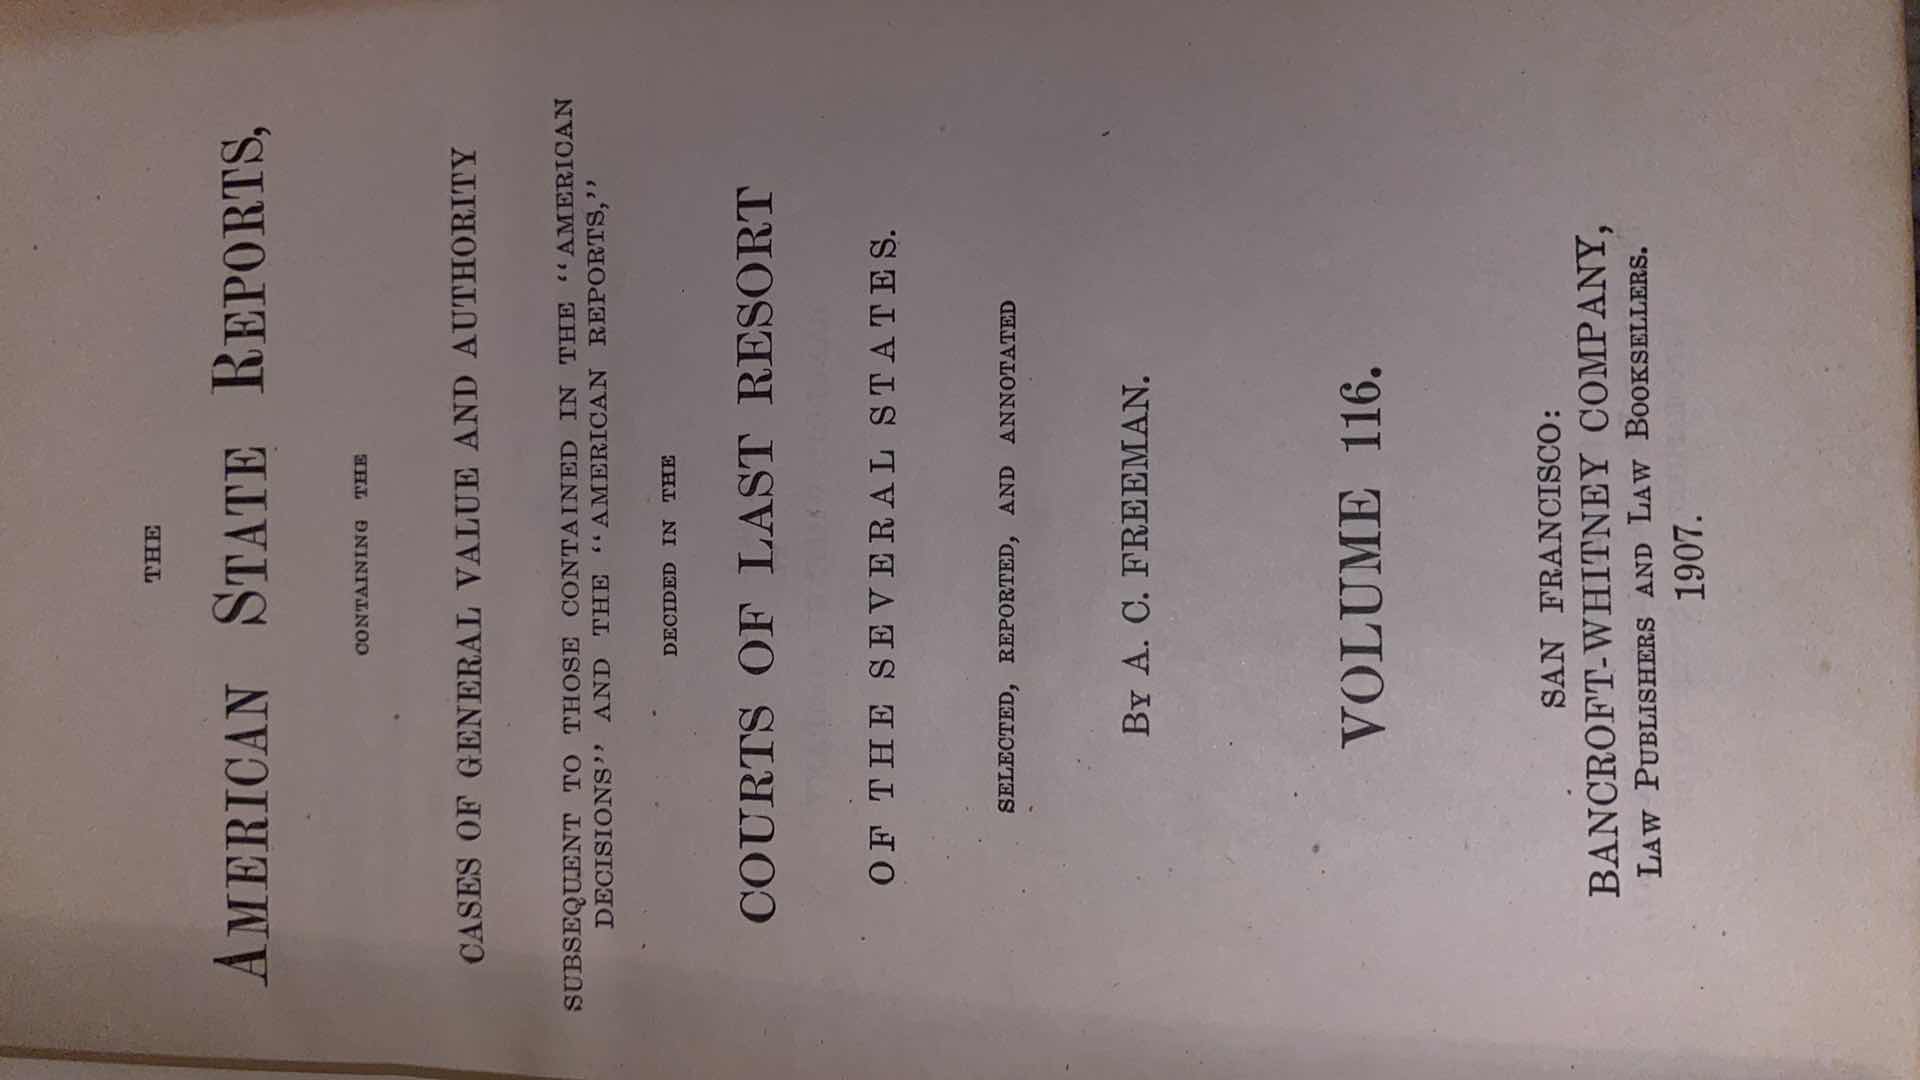 THE
AMERICAN STATE REPORTS,
CONTAINING THE
CASES OF GENERAL VALUE AND AUTHORITY
SUBSEQUENT TO THOSE CONTAINED IN THE "AMERICAN
DECISIONS" AND THE "AMERICAN REPORTS,"
DECIDED IN THE
COURTS OF LAST RESORT
OF THE SEVERAL STATES.
SELECTED, REPORTED, AND ANNOTATED
BY A. C. FREEMAN.
VOLUME 116.
SAN FRANCISCO:
BANCROFT-WHITNEY COMPANY,
LAW PUBLISHERS AND LAW BOOKSELLERS.
1907.